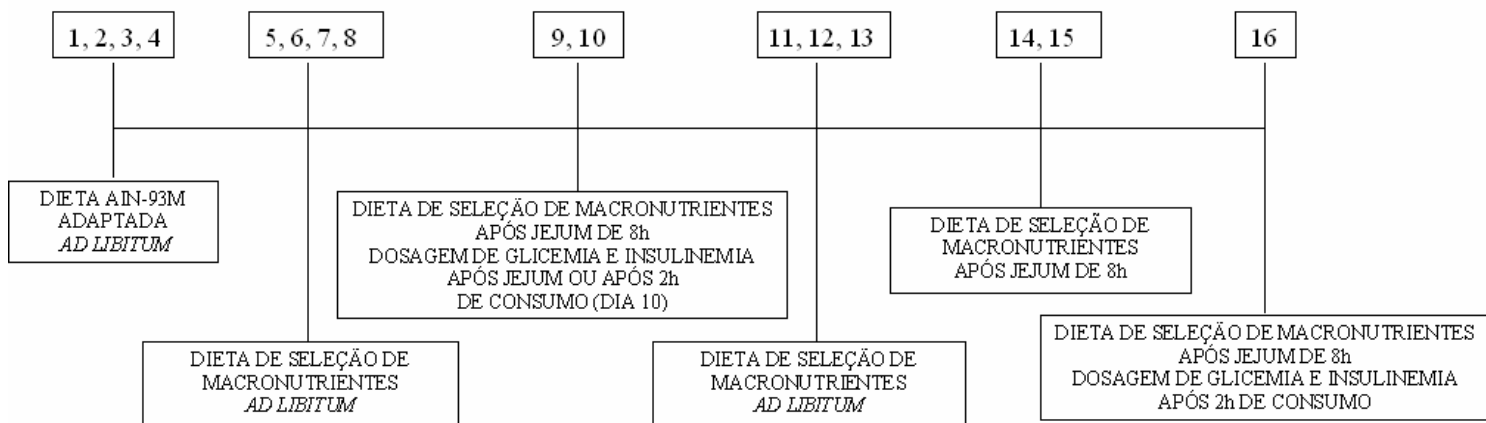 1, 2, 3, 4
5, 6, 7, 8
9, 10
11, 12, 13
14, 15
16
DIETA AIN-93M
ADAPTADA
AD LIBITUM
DIETA DE SELEÇÃO DE
MACRONUTRIENTES
AD LIBITUM
DIETA DE SELEÇÃO DE MACRONUTRIENTES
APÓS JEJUM DE 8h
DOSAGEM DE GLICEMIA E INSULINEMIA
APÓS JEJUM OU APÓS 2h
DE CONSUMO (DIA 10)
DIETA DE SELEÇÃO DE
MACRONUTRIENTES
AD LIBITUM
DIETA DE SELEÇÃO DE
MACRONUTRIENTES
APÓS JEJUM DE 8h
DIETA DE SELEÇÃO DE MACRONUTRIENTES
APÓS JEJUM DE 8h
DOSAGEM DE GLICEMIA E INSULINEMIA
APÓS 2h DE CONSUMO